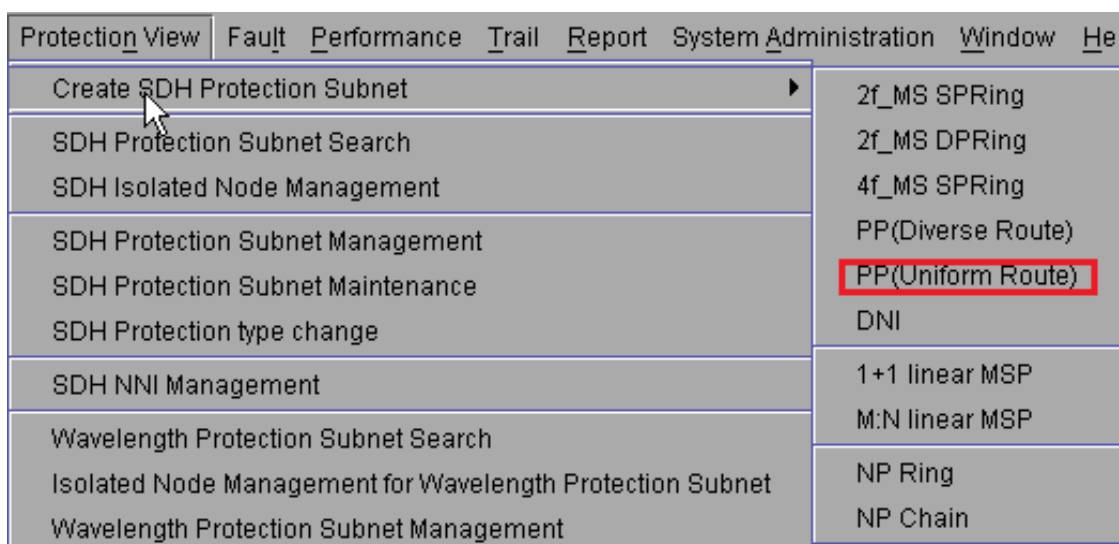 Protection View Fault Performance Trail Report System Administration Window He
Create SDH Protection Subnet
SDH Protection Subnet Search
SDH Isolated Node Management
SDH Protection Subnet Management
SDH Protection Subnet Maintenance
SDH Protection type change
SDH NNI Management
Wavelength Protection Subnet Search
Isolated Node Management for Wavelength Protection Subnet
Wavelength Protection Subnet Management
2f_MS SPRing
2f_MS DPRing
4f_MS SPRing
PP(Diverse Route)
PP(Uniform Route)
DNI
1+1 linear MSP
M:N linear MSP
NP Ring
NP Chain